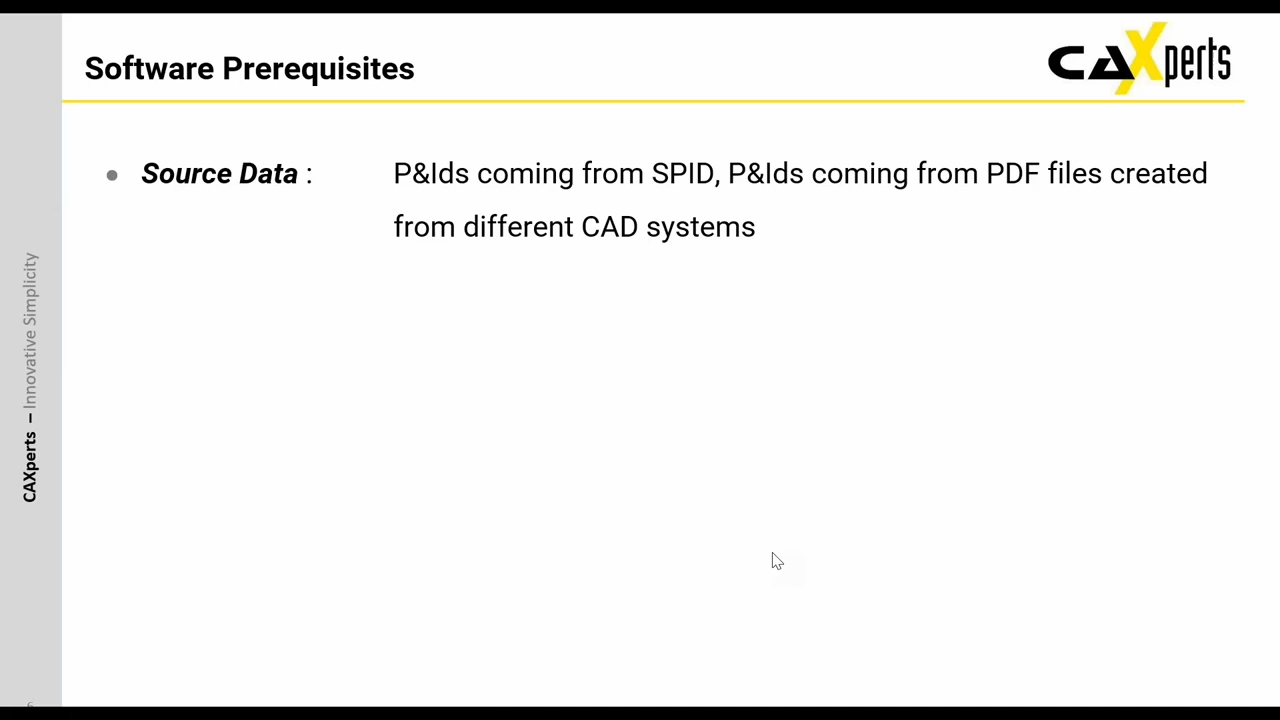 Software Prerequisites
CAXperts
Source Data : P&Ids coming from SPID, P&Ids coming from PDF files created
from different CAD systems
CAXperts – Innovative Simplicity